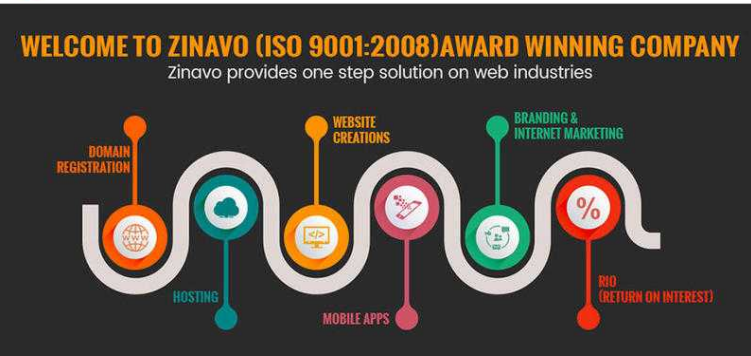 WELCOME TO ZINAVO (ISO 9001:2008)AWARD WINNING COMPANY
Zinavo provides one step solution on web industries
DOMAIN
REGISTRATION
WEBSITE
CREATIONS
BRANDING &
INTERNET MARKETING
WWW
</>
%
HOSTING
MOBILE APPS
RIO
(RETURN ON INTEREST)